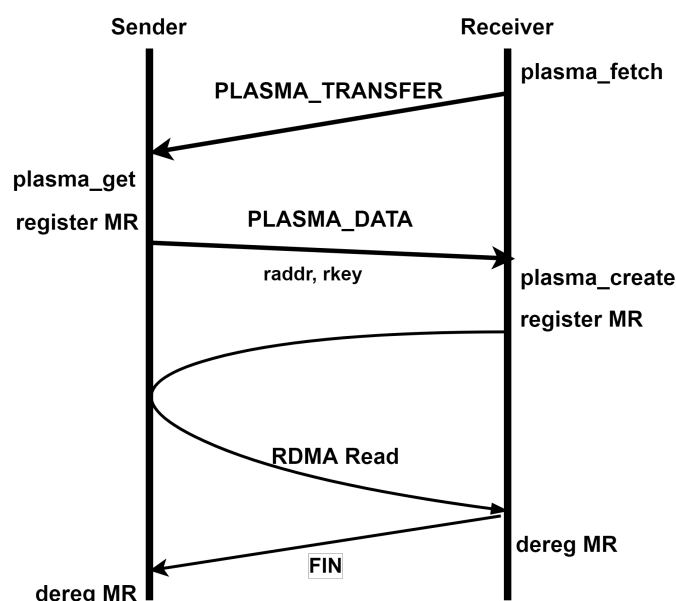 Sender
Receiver
plasma_fetch
PLASMA_TRANSFER
plasma_get
register MR
PLASMA_DATA
raddr, rkey
plasma_create
register MR
RDMA Read
dereg MR
FIN
dereg MR